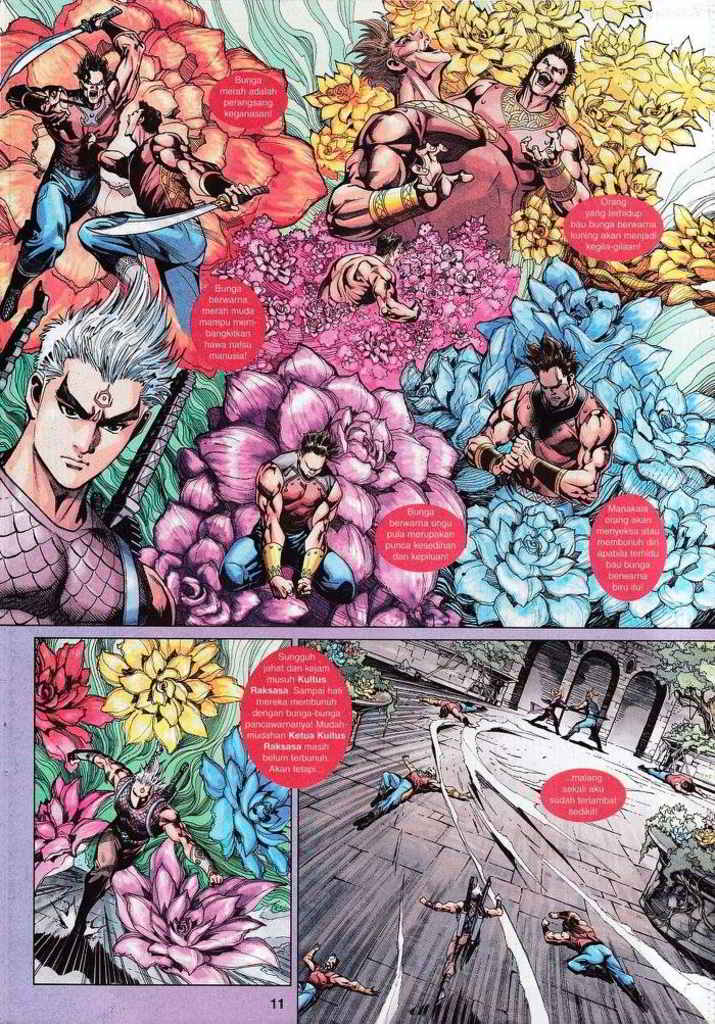 Bunga
merah adalah
perangsang
keganasan!
Orang
yang terhidup
bau bunga berwarna
kuning akan menjadi
kegila-gilaan!
Bunga
berwarna
merah muda
mampu mem-
bangkitkan
hawa nafsu
manusia!
Bunga
berwarna ungu
pula merupakan
punca kesedihan
dan kepiluan!
Manakala
orang akan
menyeksa atau
membunuh diri
apabila terhidu
bau bunga
berwarna
biru itu!
Sungguh
jahat dan kejam
musuh Kultus
Raksasa. Sampai hati
mereka membunuh
dengan bunga-bunga
pancawarnanya! Mudah-
mudahan Ketua Kultus
Raksasa masih
belum terbunuh.
Akan tetapi...
...malang
sekali aku
sudah terlambat
sedikit!
11